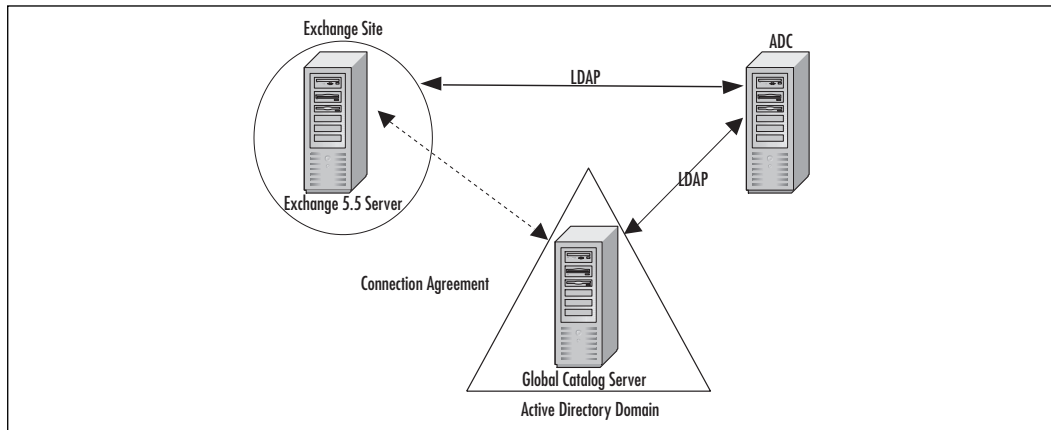 Exchange Site
ADC
LDAP
Exchange 5.5 Server
LDAP
Connection Agreement
Global Catalog Server
Active Directory Domain